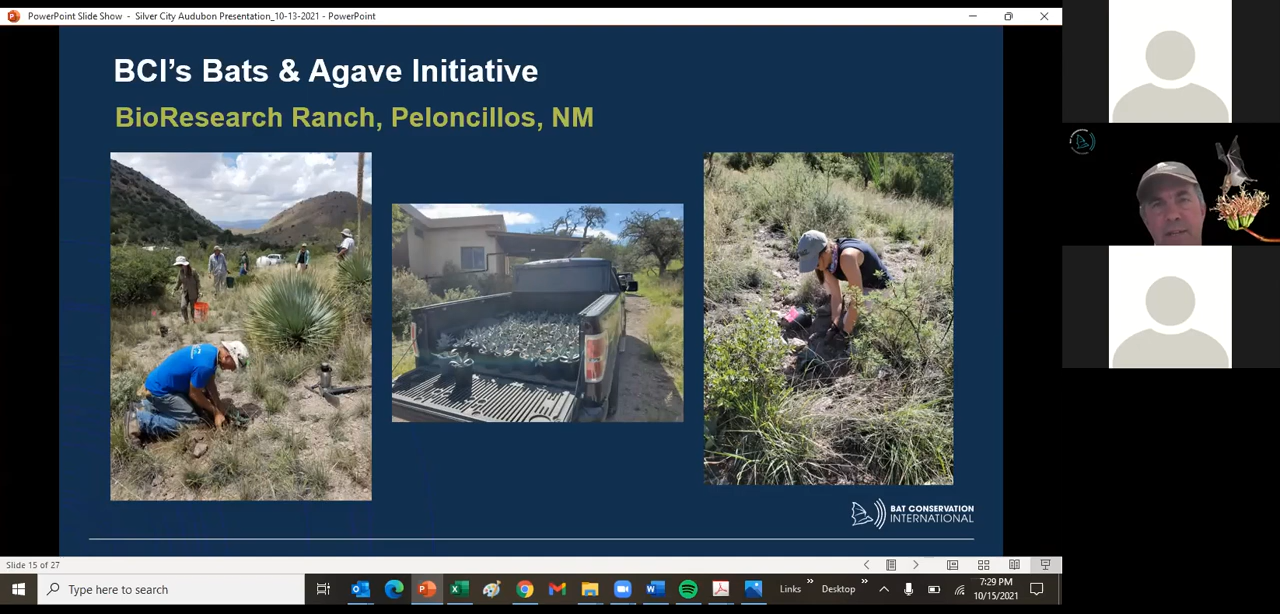 PowerPoint Slide Show - Silver City Audubon Presentation_10-13-2021 - PowerPoint
BCI's Bats & Agave Initiative
BioResearch Ranch, Peloncillos, NM
BAT CONSERVATION
INTERNATIONAL
Slide 15 of 27
Type here to search
Links
Desktop
7:29 PM
10/15/2021